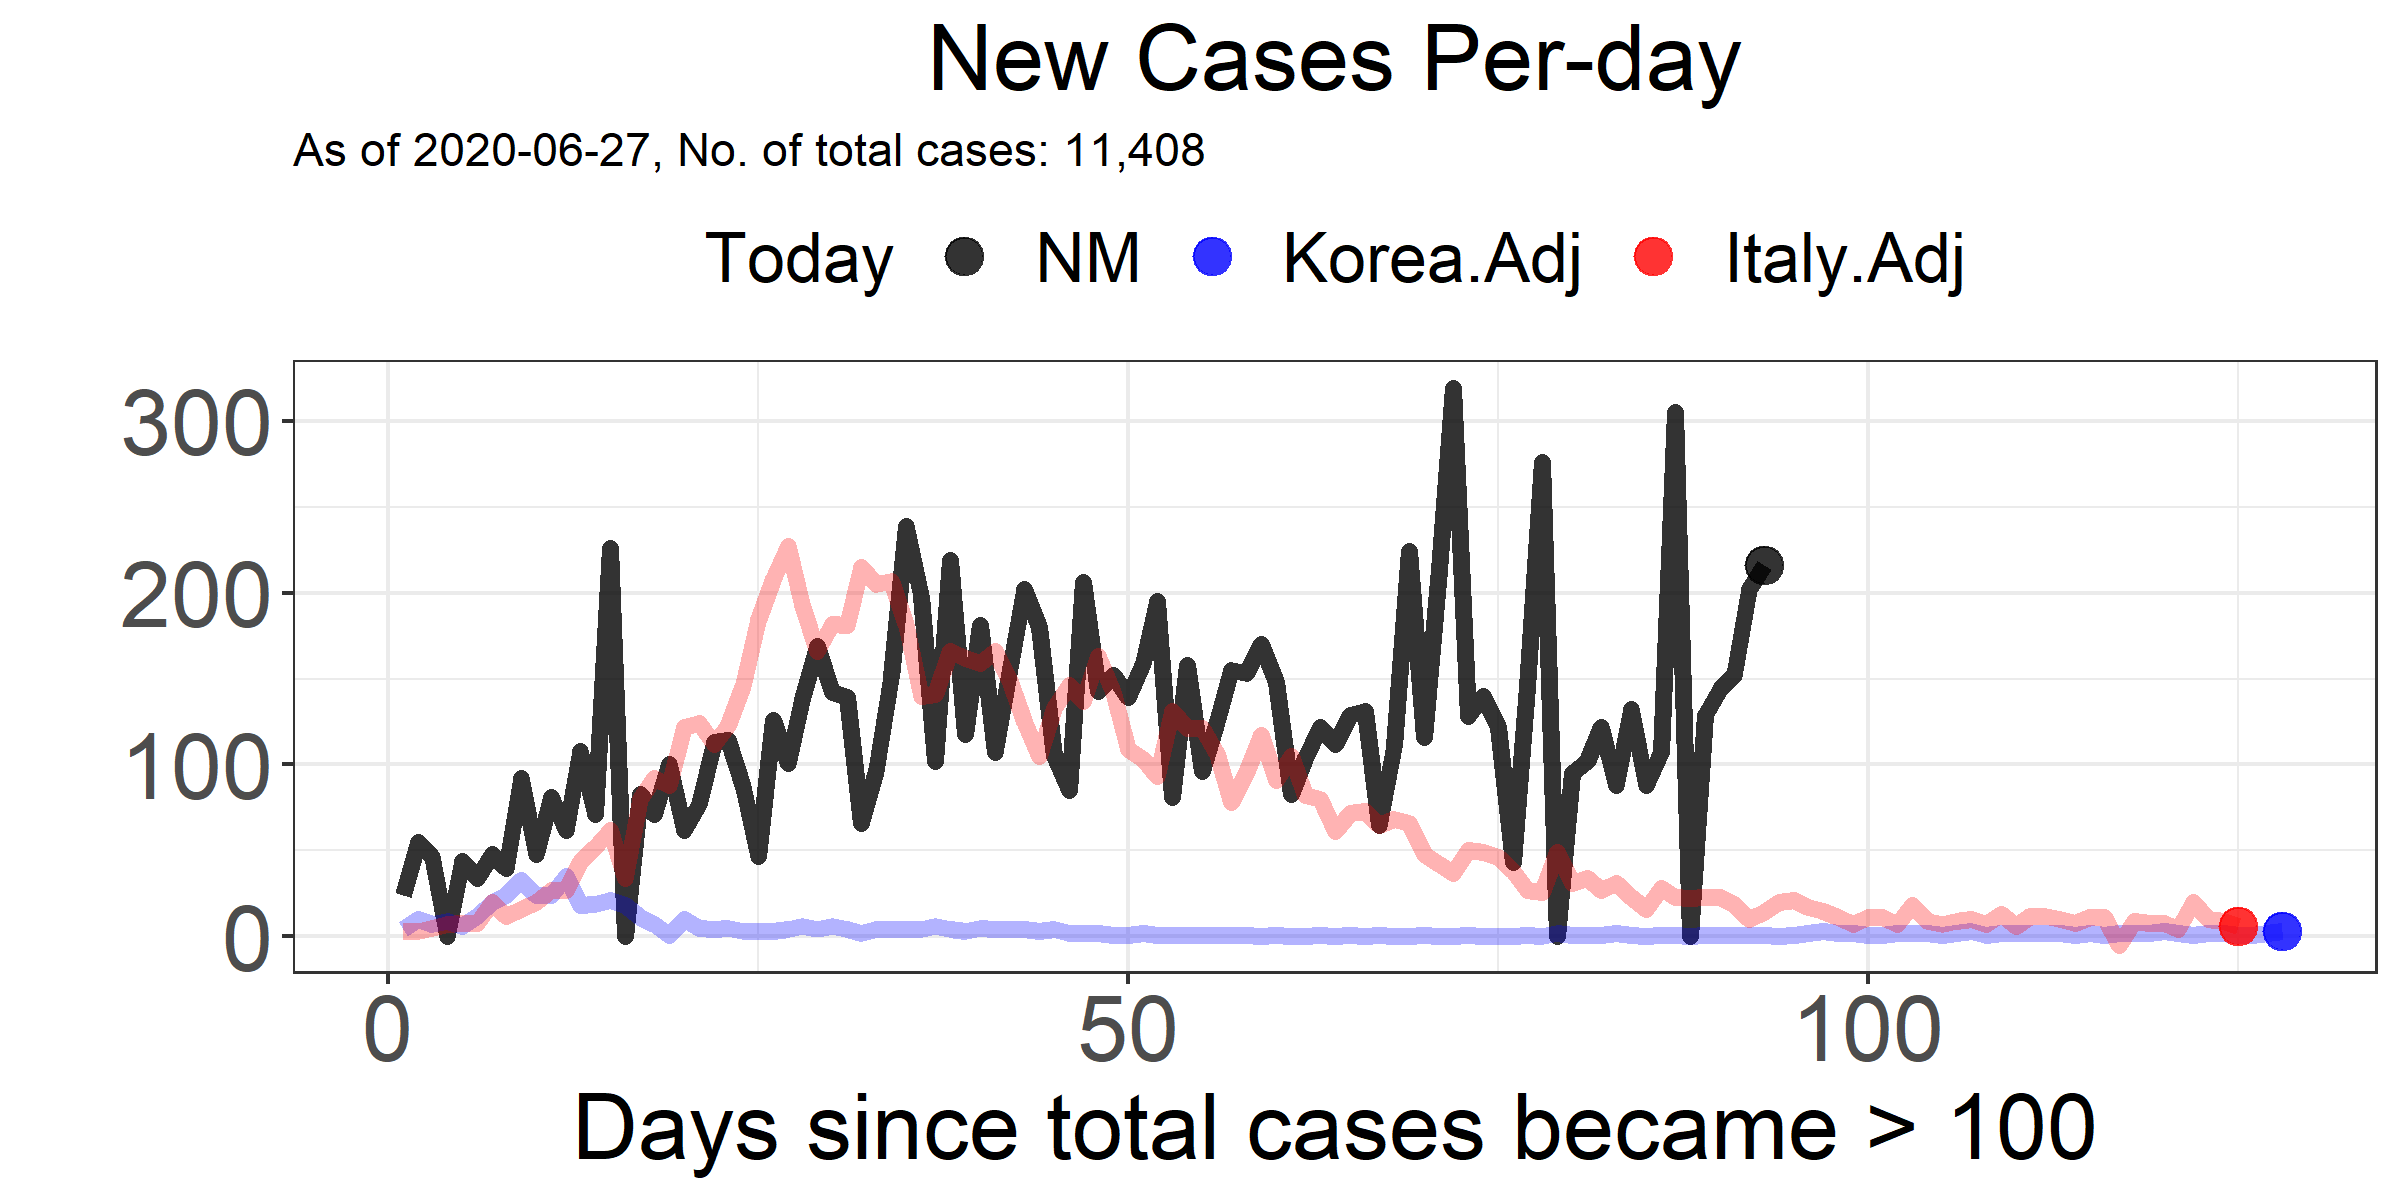 New Cases Per-day
As of 2020-06-27, No. of total cases: 11,408
Today NM Korea.Adj Italy.Adj
300
200
100
0
0 50 100
Days since total cases became > 100